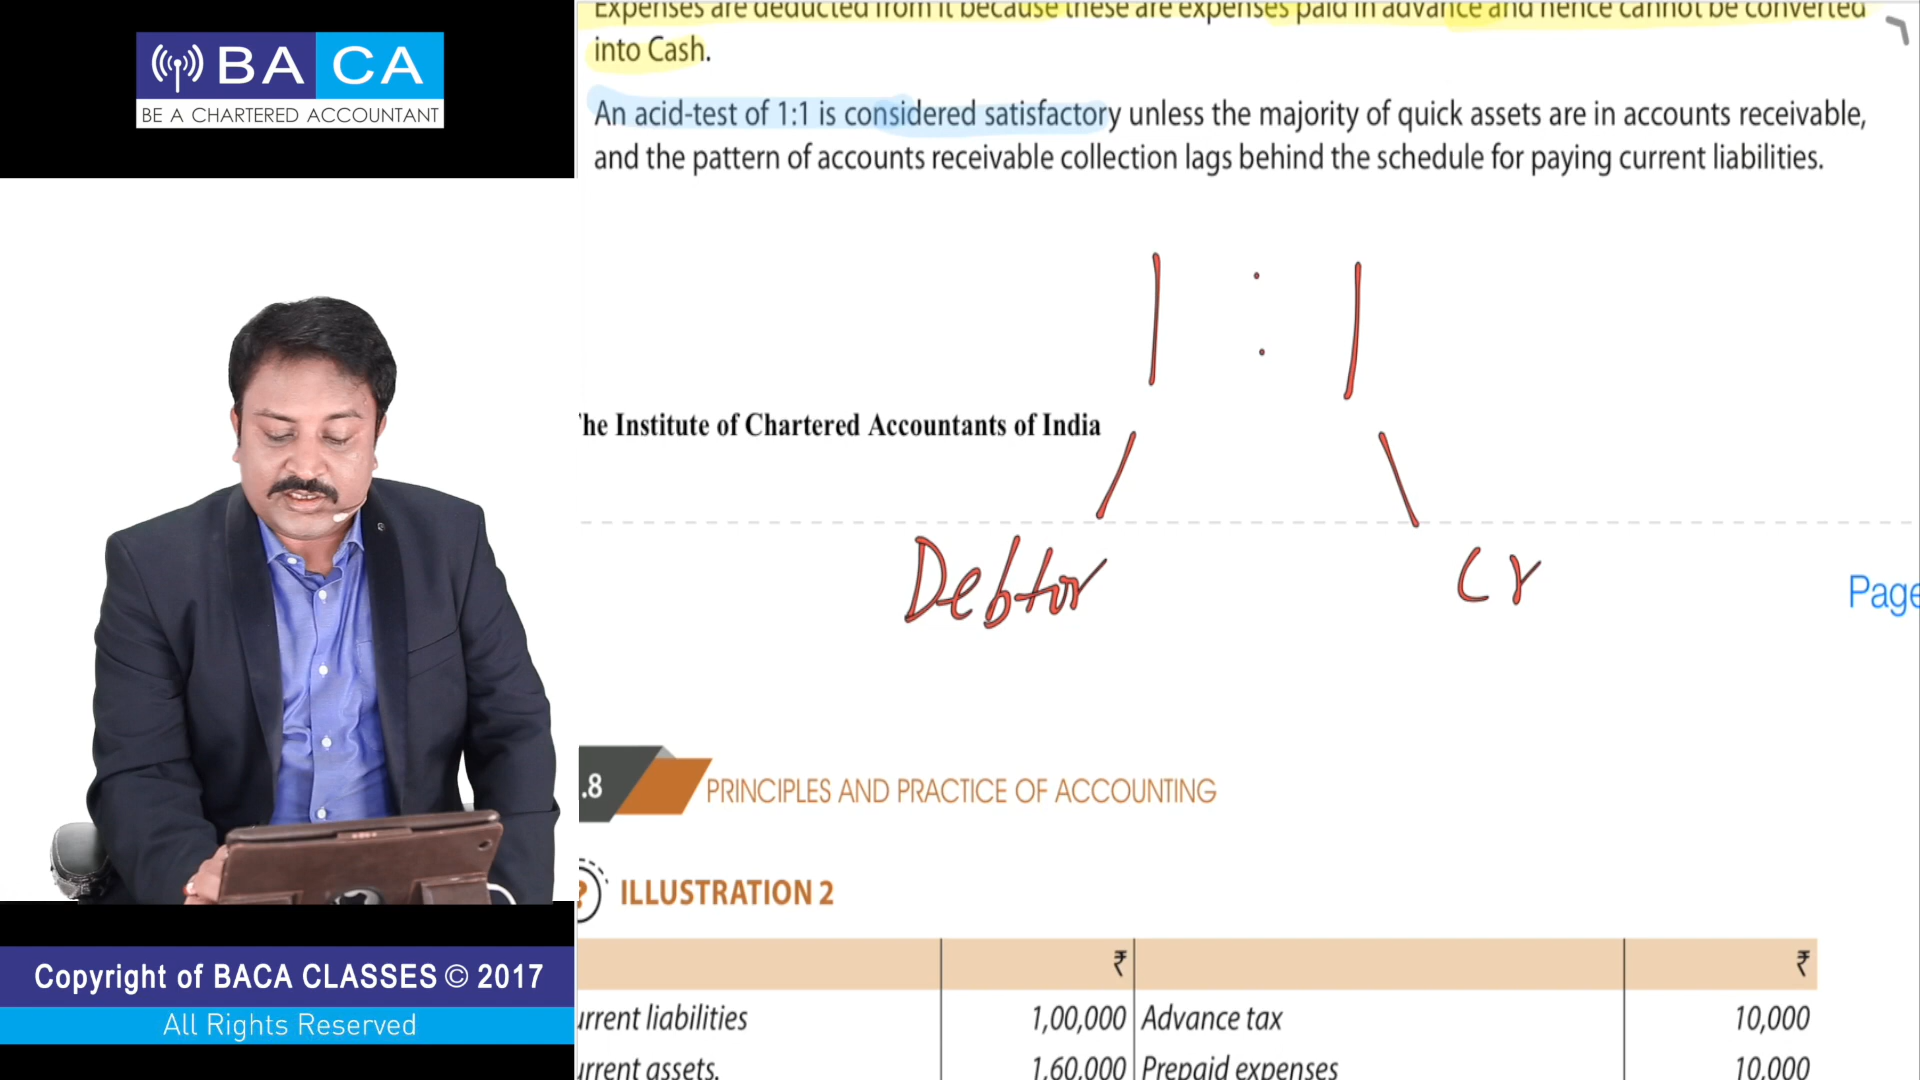 BA CA
BE A CHARTERED ACCOUNTANT
Expenses are deducted from it because these are expenses paid in advance and hence cannot be converted
into Cash.
An acid-test of 1:1 is considered satisfactory unless the majority of quick assets are in accounts receivable,
and the pattern of accounts receivable collection lags behind the schedule for paying current liabilities.
1 : 1
he Institute of Chartered Accountants of India
Debtor Cr
Page
.8 PRINCIPLES AND PRACTICE OF ACCOUNTING
? ILLUSTRATION 2
₹ ₹
urrent liabilities 1,00,000 Advance tax 10,000
urrent assets. 1,60,000 Prepaid expenses 10,000
Copyright of BACA CLASSES © 2017
All Rights Reserved